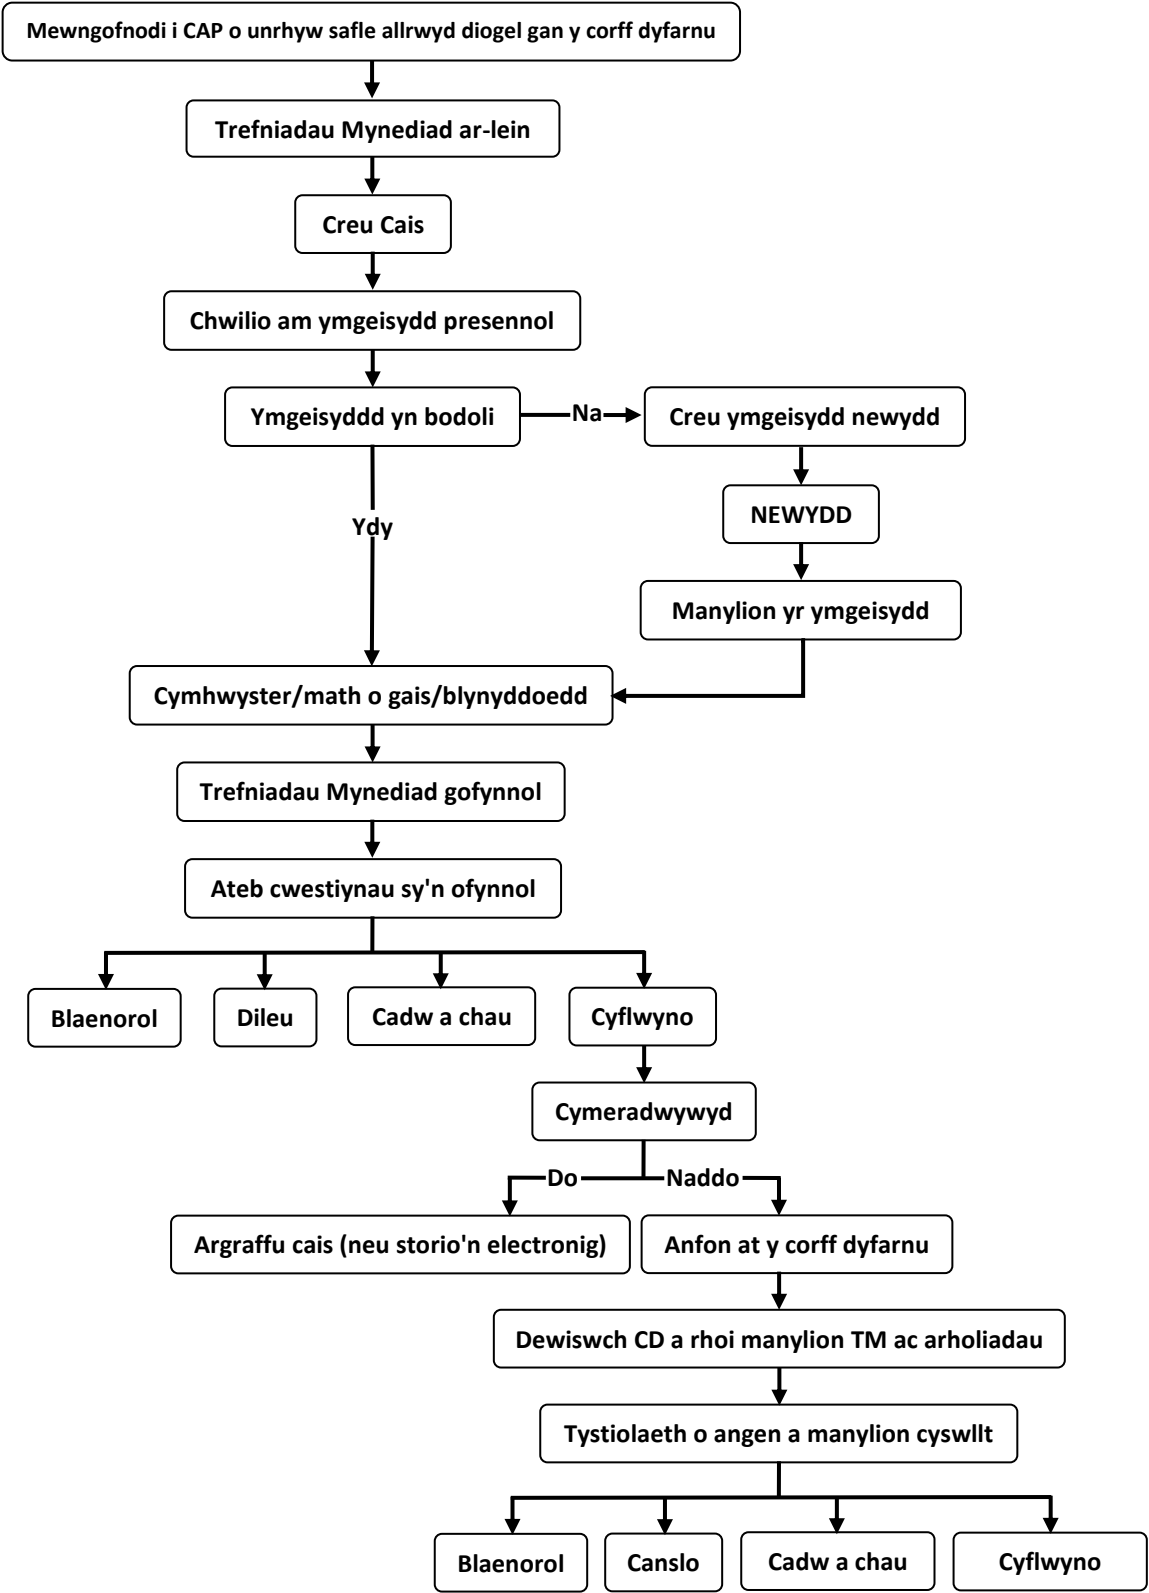 Mewngofnodi i CAP o unrhyw safle allrwyd diogel gan y corff dyfarnu
Trefniadau Mynediad ar-lein
Creu Cais
Chwilio am ymgeisydd presennol
Ymgeisyddd yn bodoli
Na
Creu ymgeisydd newydd
NEWYDD
Ydy
Manylion yr ymgeisydd
Cymhwyster/math o gais/blynyddoedd
Trefniadau Mynediad gofynnol
Ateb cwestiynau sy'n ofynnol
Blaenorol
Dileu
Cadw a chau
Cyflwyno
Cymeradwywyd
Do
Naddo
Argraffu cais (neu storio'n electronig)
Anfon at y corff dyfarnu
Dewiswch CD a rhoi manylion TM ac arholiadau
Tystiolaeth o angen a manylion cyswllt
Blaenorol
Canslo
Cadw a chau
Cyflwyno